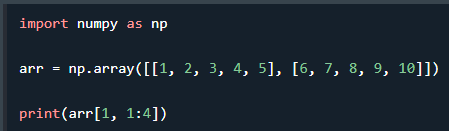 import numpy as np
arr = np.array([[1, 2, 3, 4, 5], [6, 7, 8, 9, 10]])
print(arr[1, 1:4])